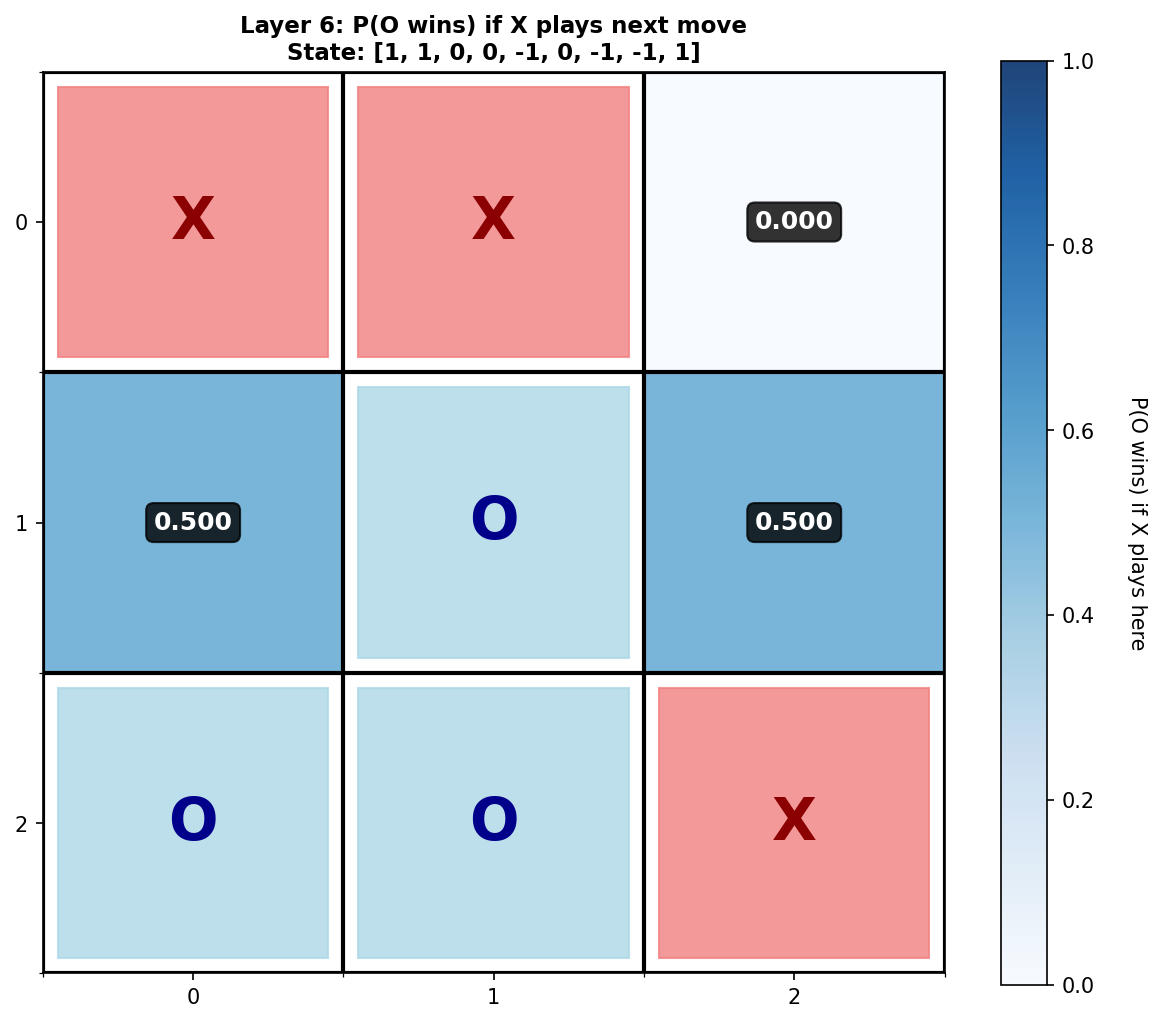 Layer 6: P(O wins) if X plays next move
State: [1, 1, 0, 0, -1, 0, -1, -1, 1]
0
X
X
0.000
1
0.500
O
0.500
2
O
O
X
0
1
2
1.0
0.8
0.6
0.4
0.2
0.0
P(O wins) if X plays here